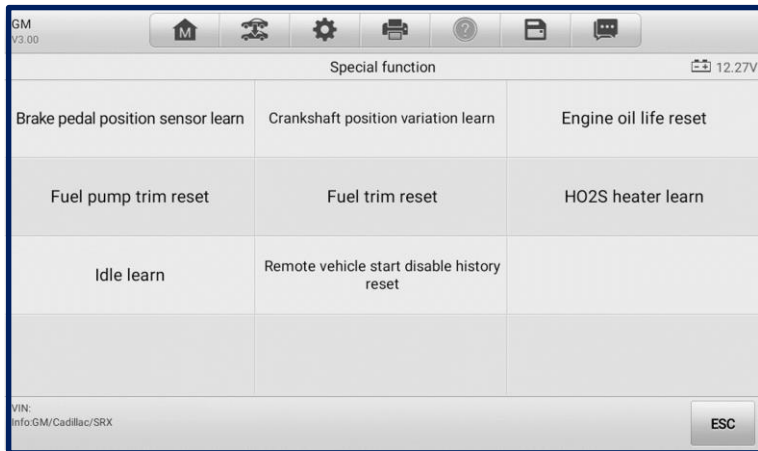 GM
V3.00
M
?
Special function
12.27V
Brake pedal position sensor learn
Crankshaft position variation learn
Engine oil life reset
Fuel pump trim reset
Fuel trim reset
HO2S heater learn
Idle learn
Remote vehicle start disable history
reset
VIN:
Info:GM/Cadillac/SRX
ESC